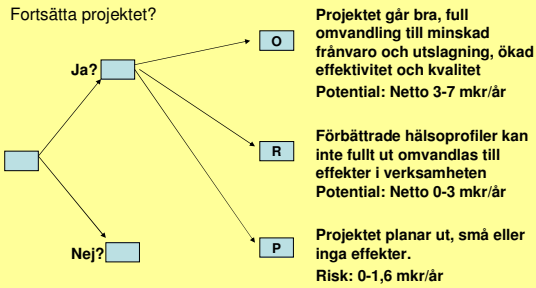 Fortsätta projektet?
Ja?
Nej?
O
Projektet går bra, full
omvandling till minskad
frånvaro och utslagning, ökad
effektivitet och kvalitet
Potential: Netto 3-7 mkr/år
R
Förbättrade hälsoprofiler kan
inte fullt ut omvandlas till
effekter i verksamheten
Potential: Netto 0-3 mkr/år
P
Projektet planar ut, små eller
inga effekter.
Risk: 0-1,6 mkr/år